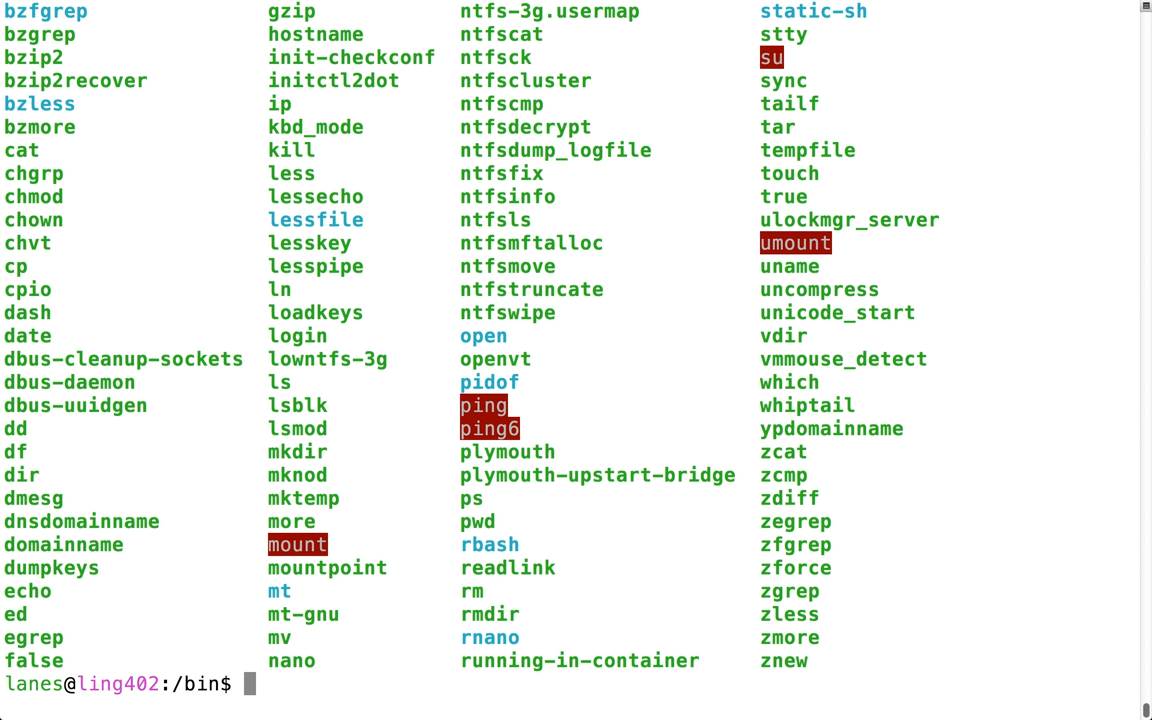 bzfgrep gzip ntfs-3g.usermap static-sh
bzgrep hostname ntfscat stty
bzip2 init-checkconf ntfsck su
bzip2recover initctl2dot ntfscluster sync
bzless ip ntfscmp tailf
bzmore kbd_mode ntfsdecrypt tar
cat kill ntfsdump_logfile tempfile
chgrp less ntfsfix touch
chmod lessecho ntfsinfo true
chown lessfile ntfsls ulockmgr_server
chvt lesskey ntfsmftalloc umount
cp lesspipe ntfsmove uname
cpio ln ntfstruncate uncompress
dash loadkeys ntfswipe unicode_start
date login open vdir
dbus-cleanup-sockets lowntfs-3g openvt vmmouse_detect
dbus-daemon ls pidof which
dbus-uuidgen lsblk ping whiptail
dd lsmod ping6 ypdomainname
df mkdir plymouth zcat
dir mknod plymouth-upstart-bridge zcmp
dmesg mktemp ps zdiff
dnsdomainname more pwd zegrep
domainname mount rbash zfgrep
dumpkeys mountpoint readlink zforce
echo mt rm zgrep
ed mt-gnu rmdir zless
egrep mv rnano zmore
false nano running-in-container znew
lanes@ling402:/bin$